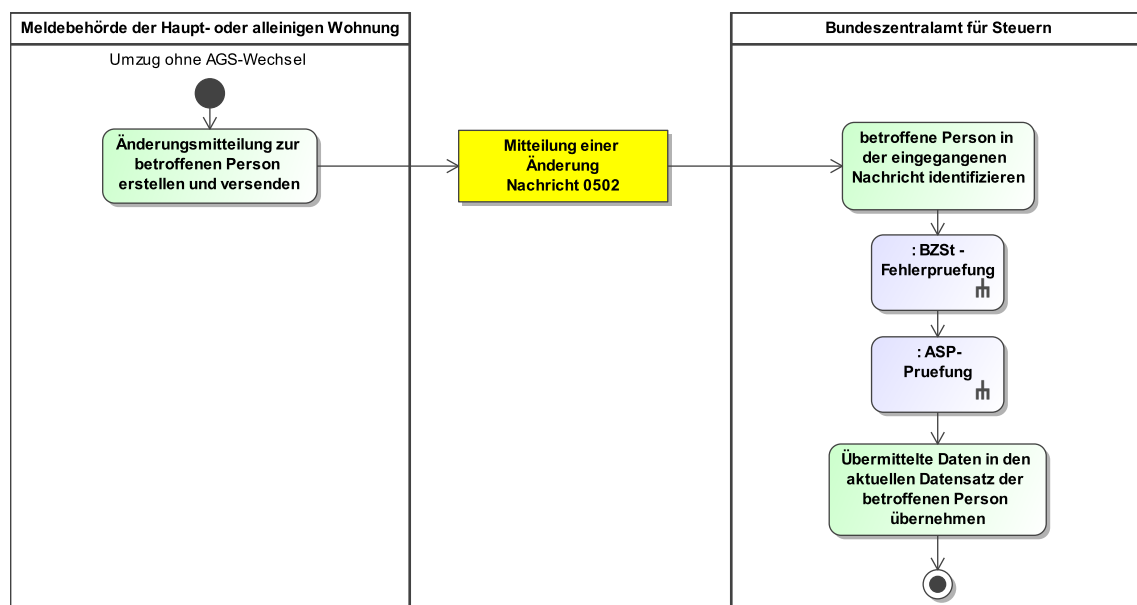 Meldebehörde der Haupt- oder alleinigen Wohnung
Umzug ohne AGS-Wechsel
Änderungsmitteilung zur
betroffenen Person
erstellen und versenden
Mitteilung einer
Änderung
Nachricht 0502
Bundeszentralamt für Steuern
betroffene Person in
der eingegangenen
Nachricht identifizieren
: BZSt -
Fehlerpruefung
: ASP-
Pruefung
Übermittelte Daten in den
aktuellen Datensatz der
betroffenen Person
übernehmen